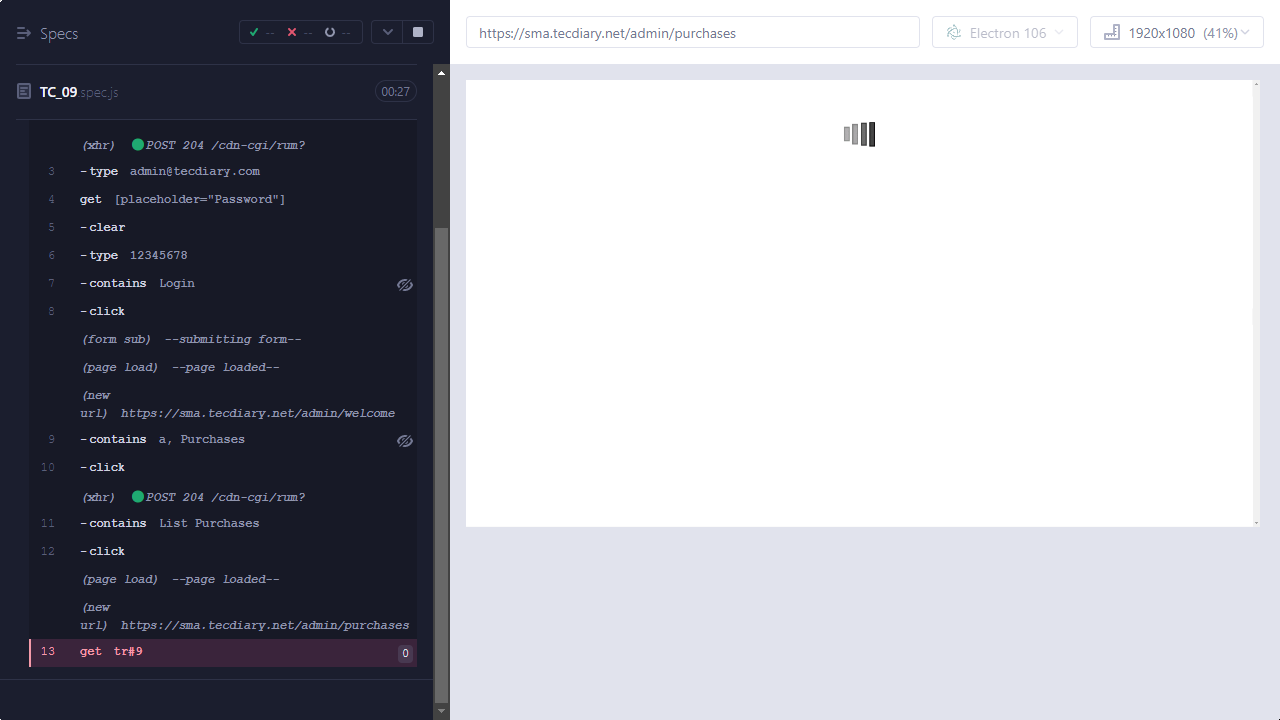 Specs
--
--
--
https://sma.tecdiary.net/admin/purchases
Electron 106
1920x1080 (41%)
TC_09.spec.js
00:27
(xhr) POST 204 /cdn-cgi/rum?
3 -type admin@tecdiary.com
4 get [placeholder="Password"]
5 -clear
6 -type 12345678
7 -contains Login
8 -click
(form sub) --submitting form--
(page load) --page loaded--
(new
url) https://sma.tecdiary.net/admin/welcome
9 -contains a, Purchases
10 -click
(xhr) POST 204 /cdn-cgi/rum?
11 -contains List Purchases
12 -click
(page load) --page loaded--
(new
url) https://sma.tecdiary.net/admin/purchases
13 get tr#9 0